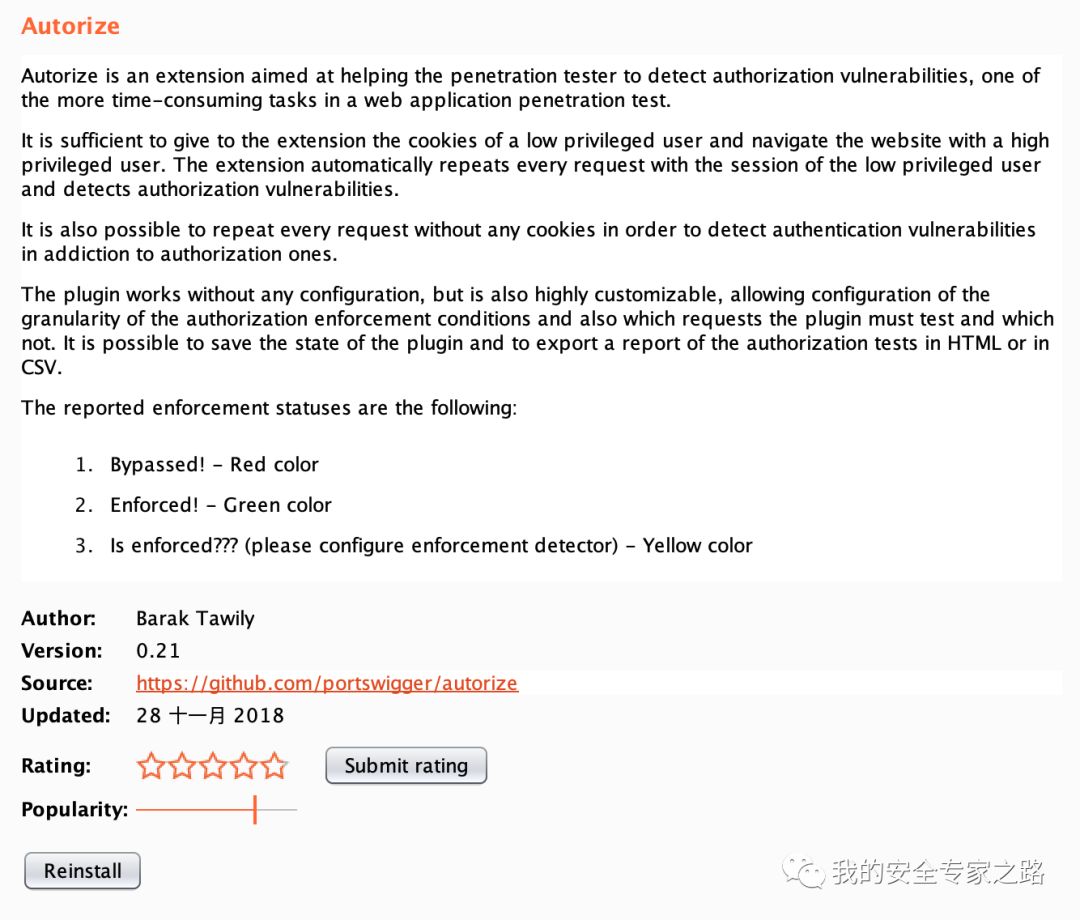 Autorize
Autorize is an extension aimed at helping the penetration tester to detect authorization vulnerabilities, one of
the more time-consuming tasks in a web application penetration test.
It is sufficient to give to the extension the cookies of a low privileged user and navigate the website with a high
privileged user. The extension automatically repeats every request with the session of the low privileged user
and detects authorization vulnerabilities.
It is also possible to repeat every request without any cookies in order to detect authentication vulnerabilities
in addiction to authorization ones.
The plugin works without any configuration, but is also highly customizable, allowing configuration of the
granularity of the authorization enforcement conditions and also which requests the plugin must test and which
not. It is possible to save the state of the plugin and to export a report of the authorization tests in HTML or in
CSV.
The reported enforcement statuses are the following:
1. Bypassed! - Red color
2. Enforced! - Green color
3. Is enforced??? (please configure enforcement detector) - Yellow color
Author: Barak Tawily
Version: 0.21
Source: https://github.com/portswigger/autorize
Updated: 28 十一月 2018
Rating: Submit rating
Popularity:
Reinstall
我的安全专家之路